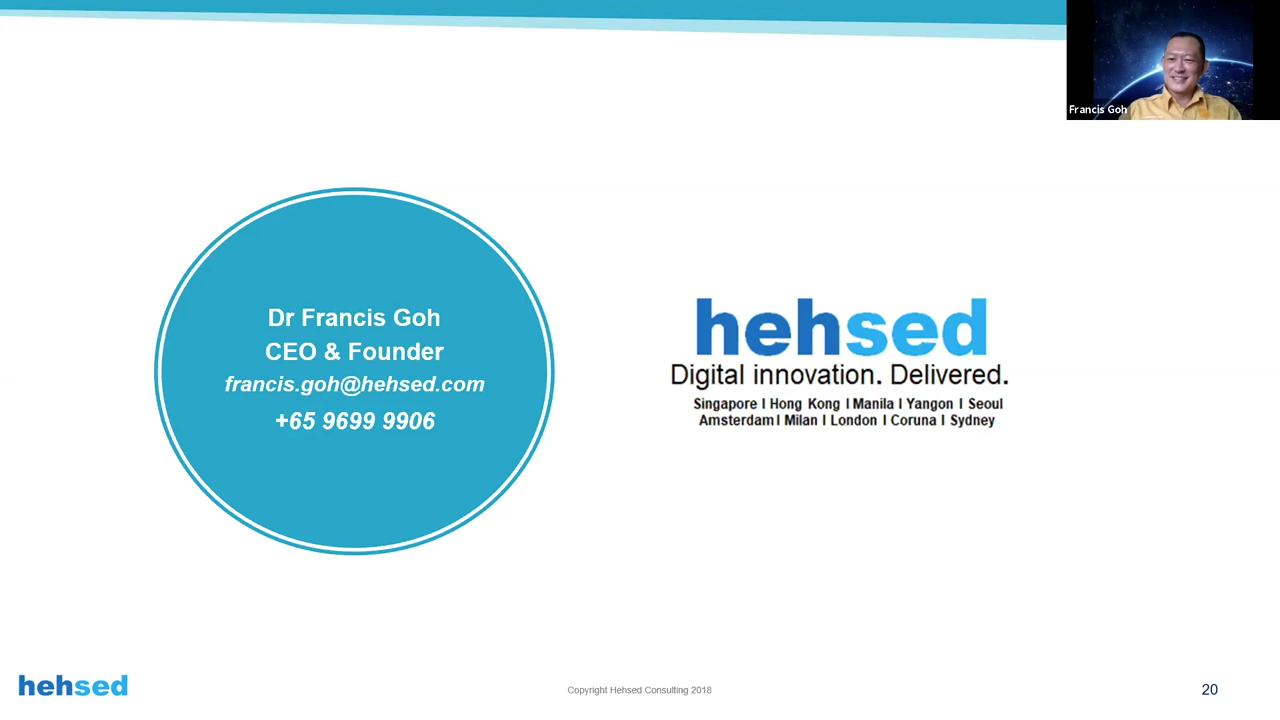 Francis Goh
Dr Francis Goh
CEO & Founder
francis.goh@hehsed.com
+65 9699 9906
hehsed
Digital innovation. Delivered.
Singapore I Hong Kong I Manila I Yangon I Seoul
Amsterdam I Milan I London I Coruna I Sydney
hehsed
Copyright Hehsed Consulting 2018
20